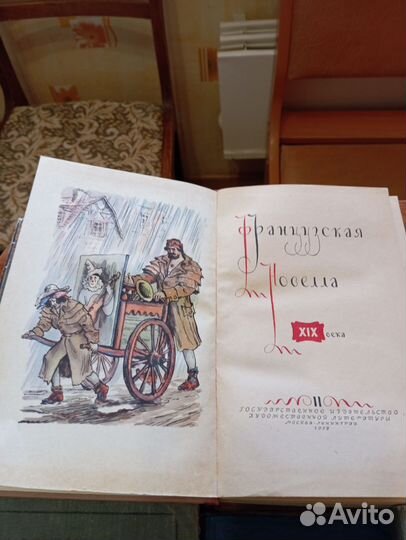 Французская
Новелла
XIX века
II
ГОСУДАРСТВЕННОЕ ИЗДАТЕЛЬСТВО
ХУДОЖЕСТВЕННОЙ ЛИТЕРАТУРЫ
МОСКВА·ЛЕНИНГРАД
Avito